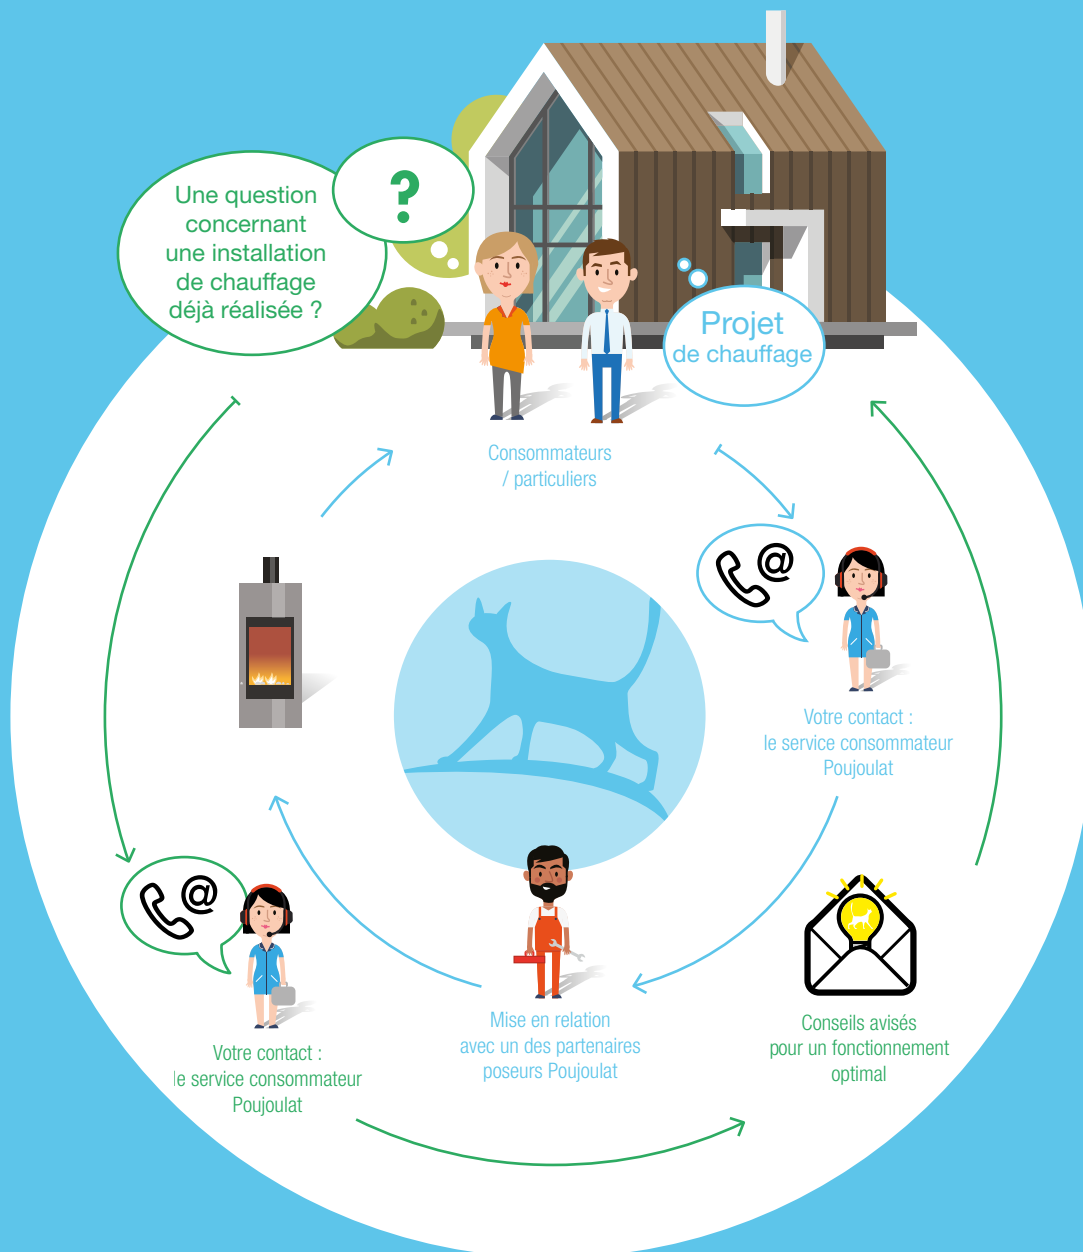 Une question
concernant
une installation
de chauffage
déjà réalisée ?
?
Projet
de chauffage
Consommateurs
/ particuliers
@
Votre contact :
le service consommateur
Poujoulat
@
Votre contact :
le service consommateur
Poujoulat
Mise en relation
avec un des partenaires
poseurs Poujoulat
Conseils avisés
pour un fonctionnement
optimal